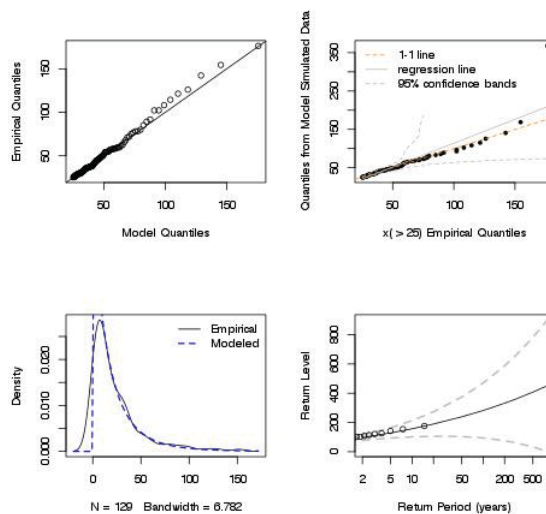 Empirical Quantiles
50 100 150
50 100 150
Model Quantiles
Quantiles from Model Simulated Data
50 150 250 350
1-1 line
regression line
95% confidence bands
50 100 150
x( > 25) Empirical Quantiles
Density
0.000 0.010 0.020
Empirical
Modeled
0 50 100 150
N = 129 Bandwidth = 6.782
Return Level
0 200 400 600 800
2 5 10 50 200 500
Return Period (years)